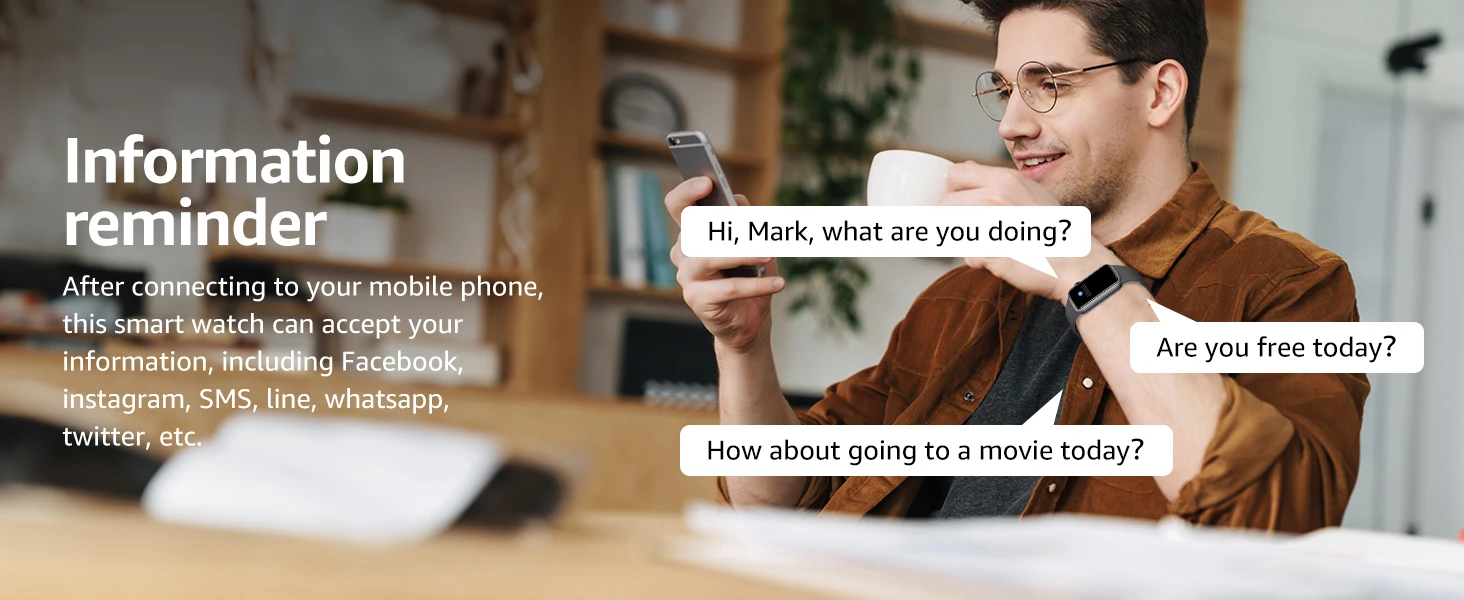 Information
reminder
After connecting to your mobile phone,
this smart watch can accept your
information, including Facebook,
instagram, SMS, line, whatsapp,
twitter, etc.
Hi, Mark, what are you doing?
Are you free today?
How about going to a movie today?